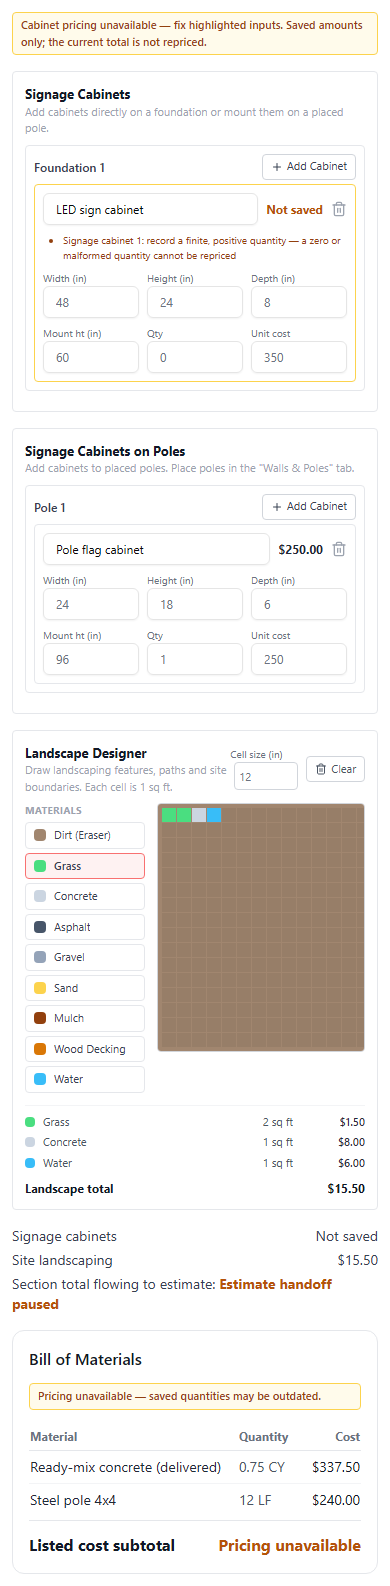 Cabinet pricing unavailable — fix highlighted inputs. Saved amounts
only; the current total is not repriced.
Signage Cabinets
Add cabinets directly on a foundation or mount them on a placed
pole.
Foundation 1
+ Add Cabinet
LED sign cabinet
Not saved
• Signage cabinet 1: record a finite, positive quantity — a zero or
malformed quantity cannot be repriced
Width (in) Height (in) Depth (in)
48 24 8
Mount ht (in) Qty Unit cost
60 0 350
Signage Cabinets on Poles
Add cabinets to placed poles. Place poles in the "Walls & Poles" tab.
Pole 1
+ Add Cabinet
Pole flag cabinet
$250.00
Width (in) Height (in) Depth (in)
24 18 6
Mount ht (in) Qty Unit cost
96 1 250
Landscape Designer
Draw landscaping features, paths and site
boundaries. Each cell is 1 sq ft.
Cell size (in)
12
Clear
MATERIALS
Dirt (Eraser)
Grass
Concrete
Asphalt
Gravel
Sand
Mulch
Wood Decking
Water
Grass 2 sq ft $1.50
Concrete 1 sq ft $8.00
Water 1 sq ft $6.00
Landscape total $15.50
Signage cabinets Not saved
Site landscaping $15.50
Section total flowing to estimate: Estimate handoff
paused
Bill of Materials
Pricing unavailable — saved quantities may be outdated.
Material Quantity Cost
Ready-mix concrete (delivered) 0.75 CY $337.50
Steel pole 4x4 12 LF $240.00
Listed cost subtotal Pricing unavailable